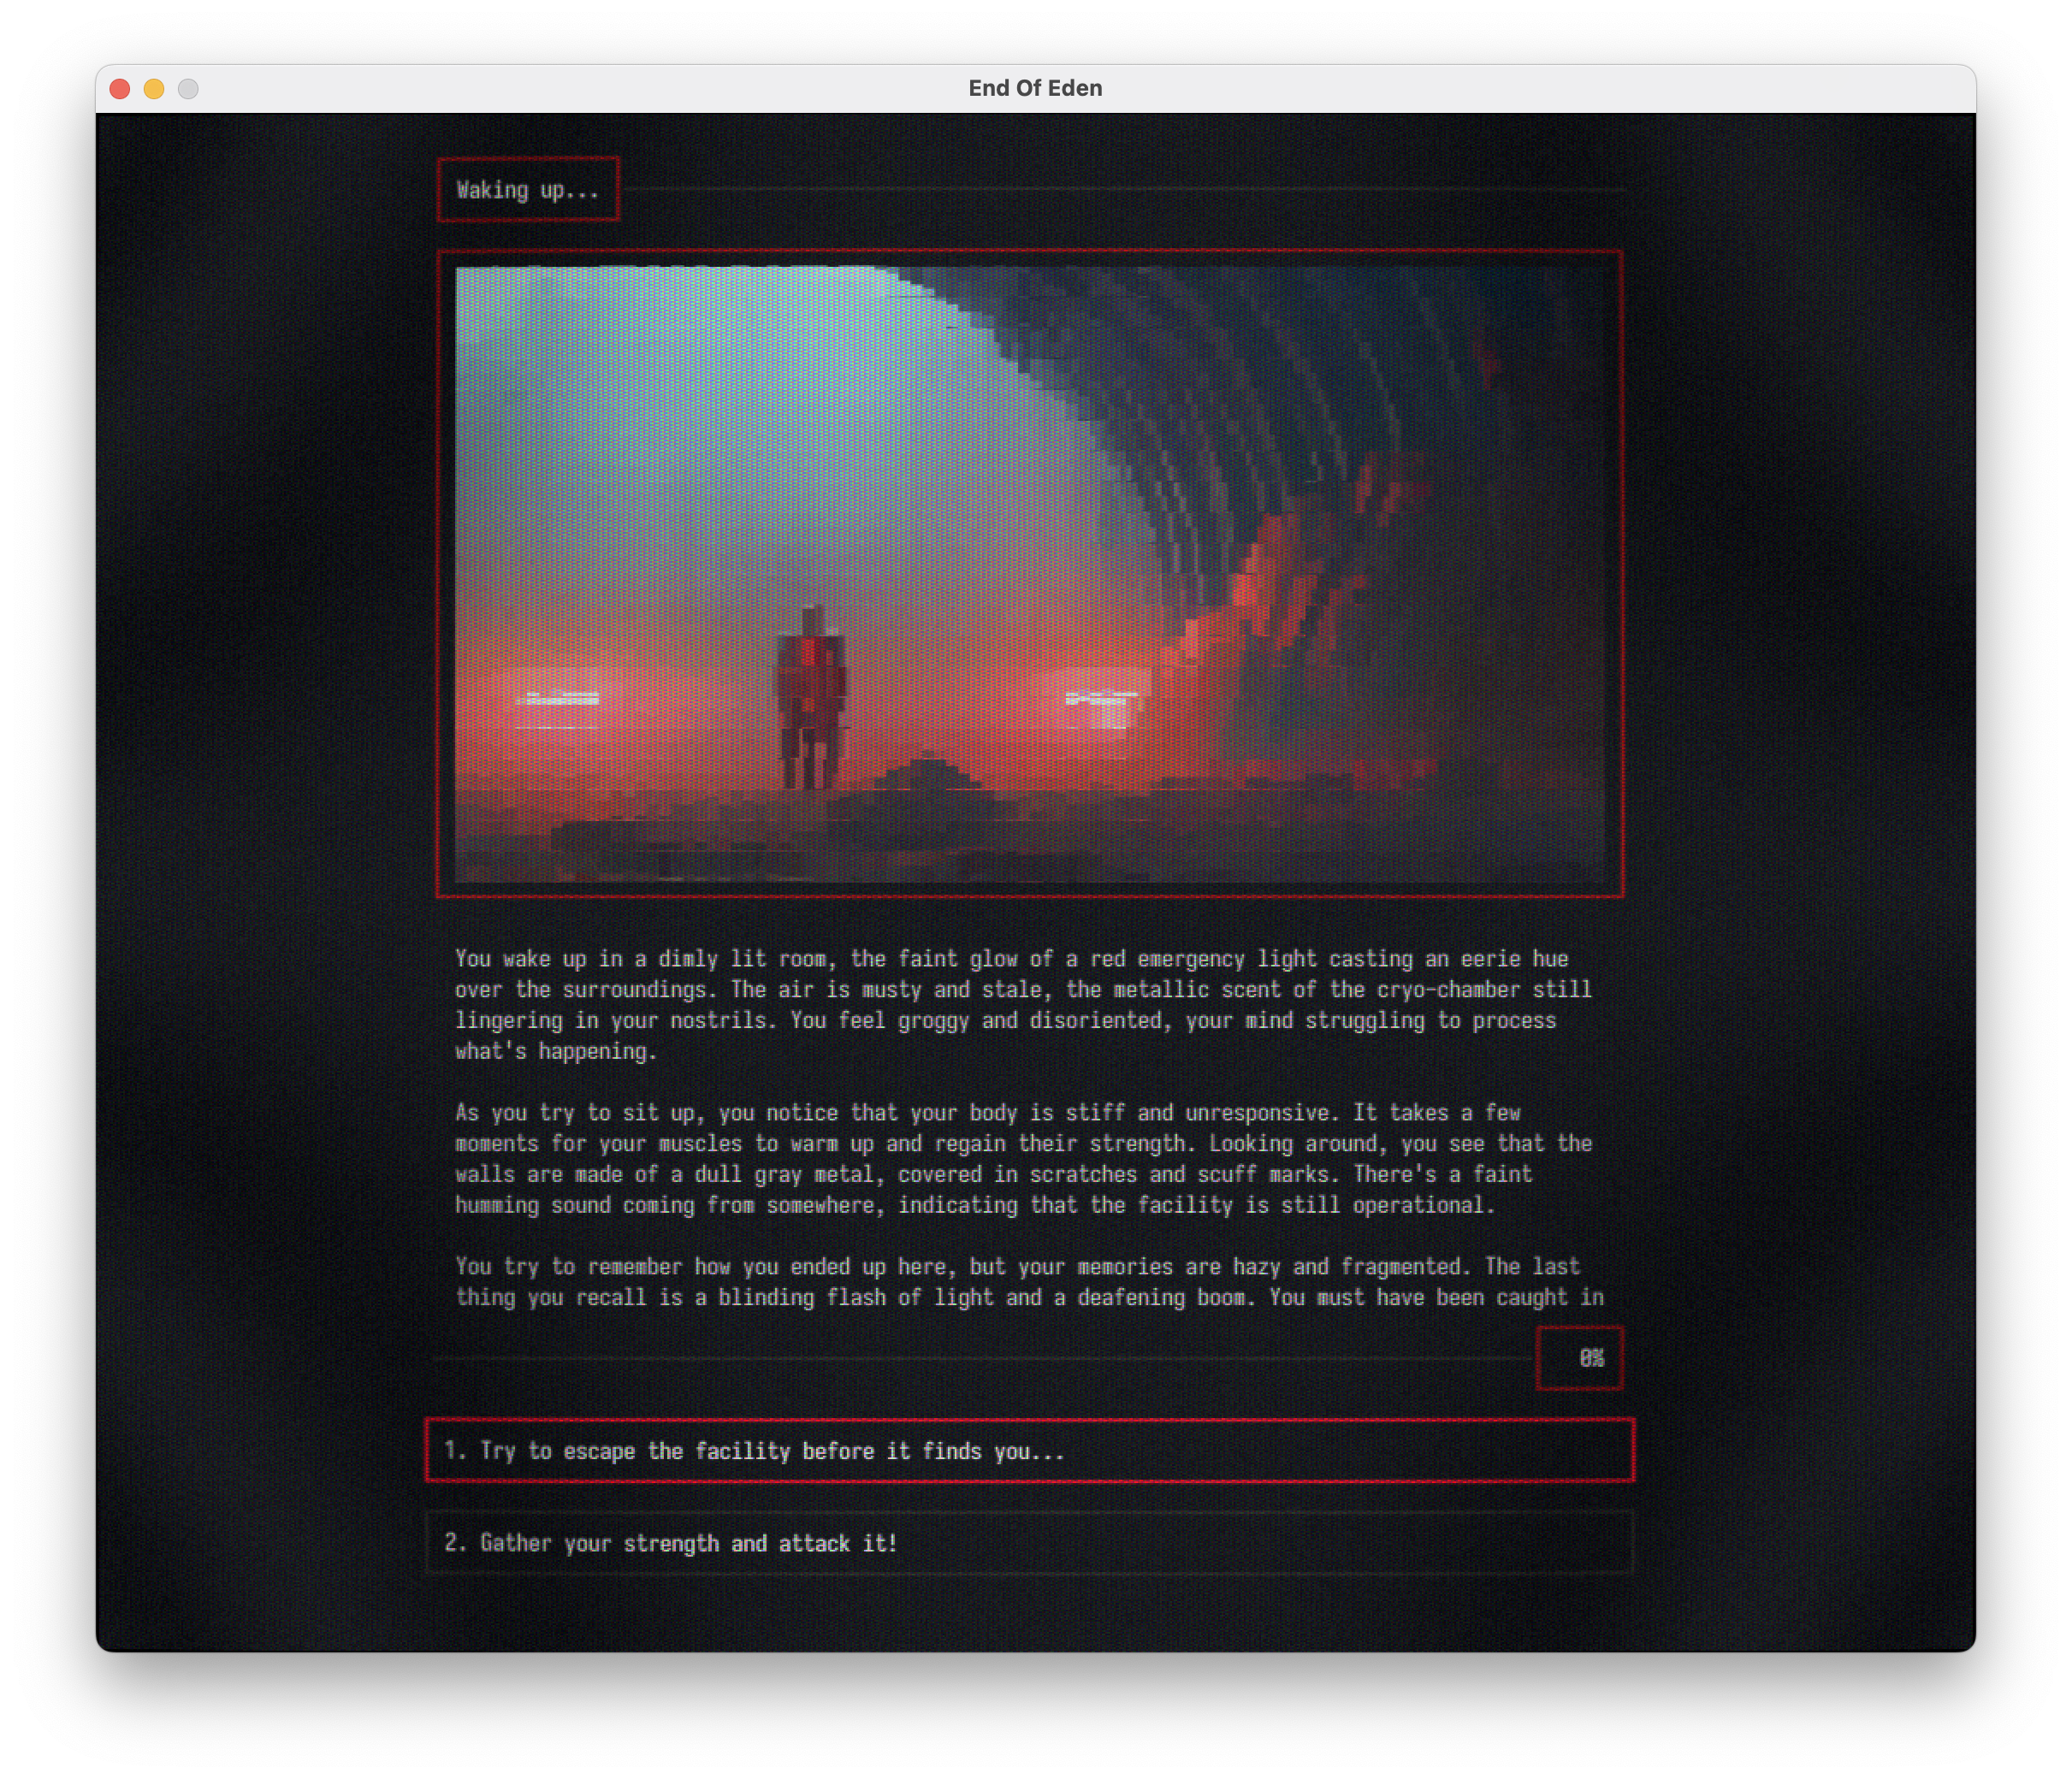 End Of Eden
Waking up...
You wake up in a dimly lit room, the faint glow of a red emergency light casting an eerie hue
over the surroundings. The air is musty and stale, the metallic scent of the cryo-chamber still
lingering in your nostrils. You feel groggy and disoriented, your mind struggling to process
what's happening.
As you try to sit up, you notice that your body is stiff and unresponsive. It takes a few
moments for your muscles to warm up and regain their strength. Looking around, you see that the
walls are made of a dull gray metal, covered in scratches and scuff marks. There's a faint
humming sound coming from somewhere, indicating that the facility is still operational.
You try to remember how you ended up here, but your memories are hazy and fragmented. The last
thing you recall is a blinding flash of light and a deafening boom. You must have been caught in
0%
1. Try to escape the facility before it finds you...
2. Gather your strength and attack it!